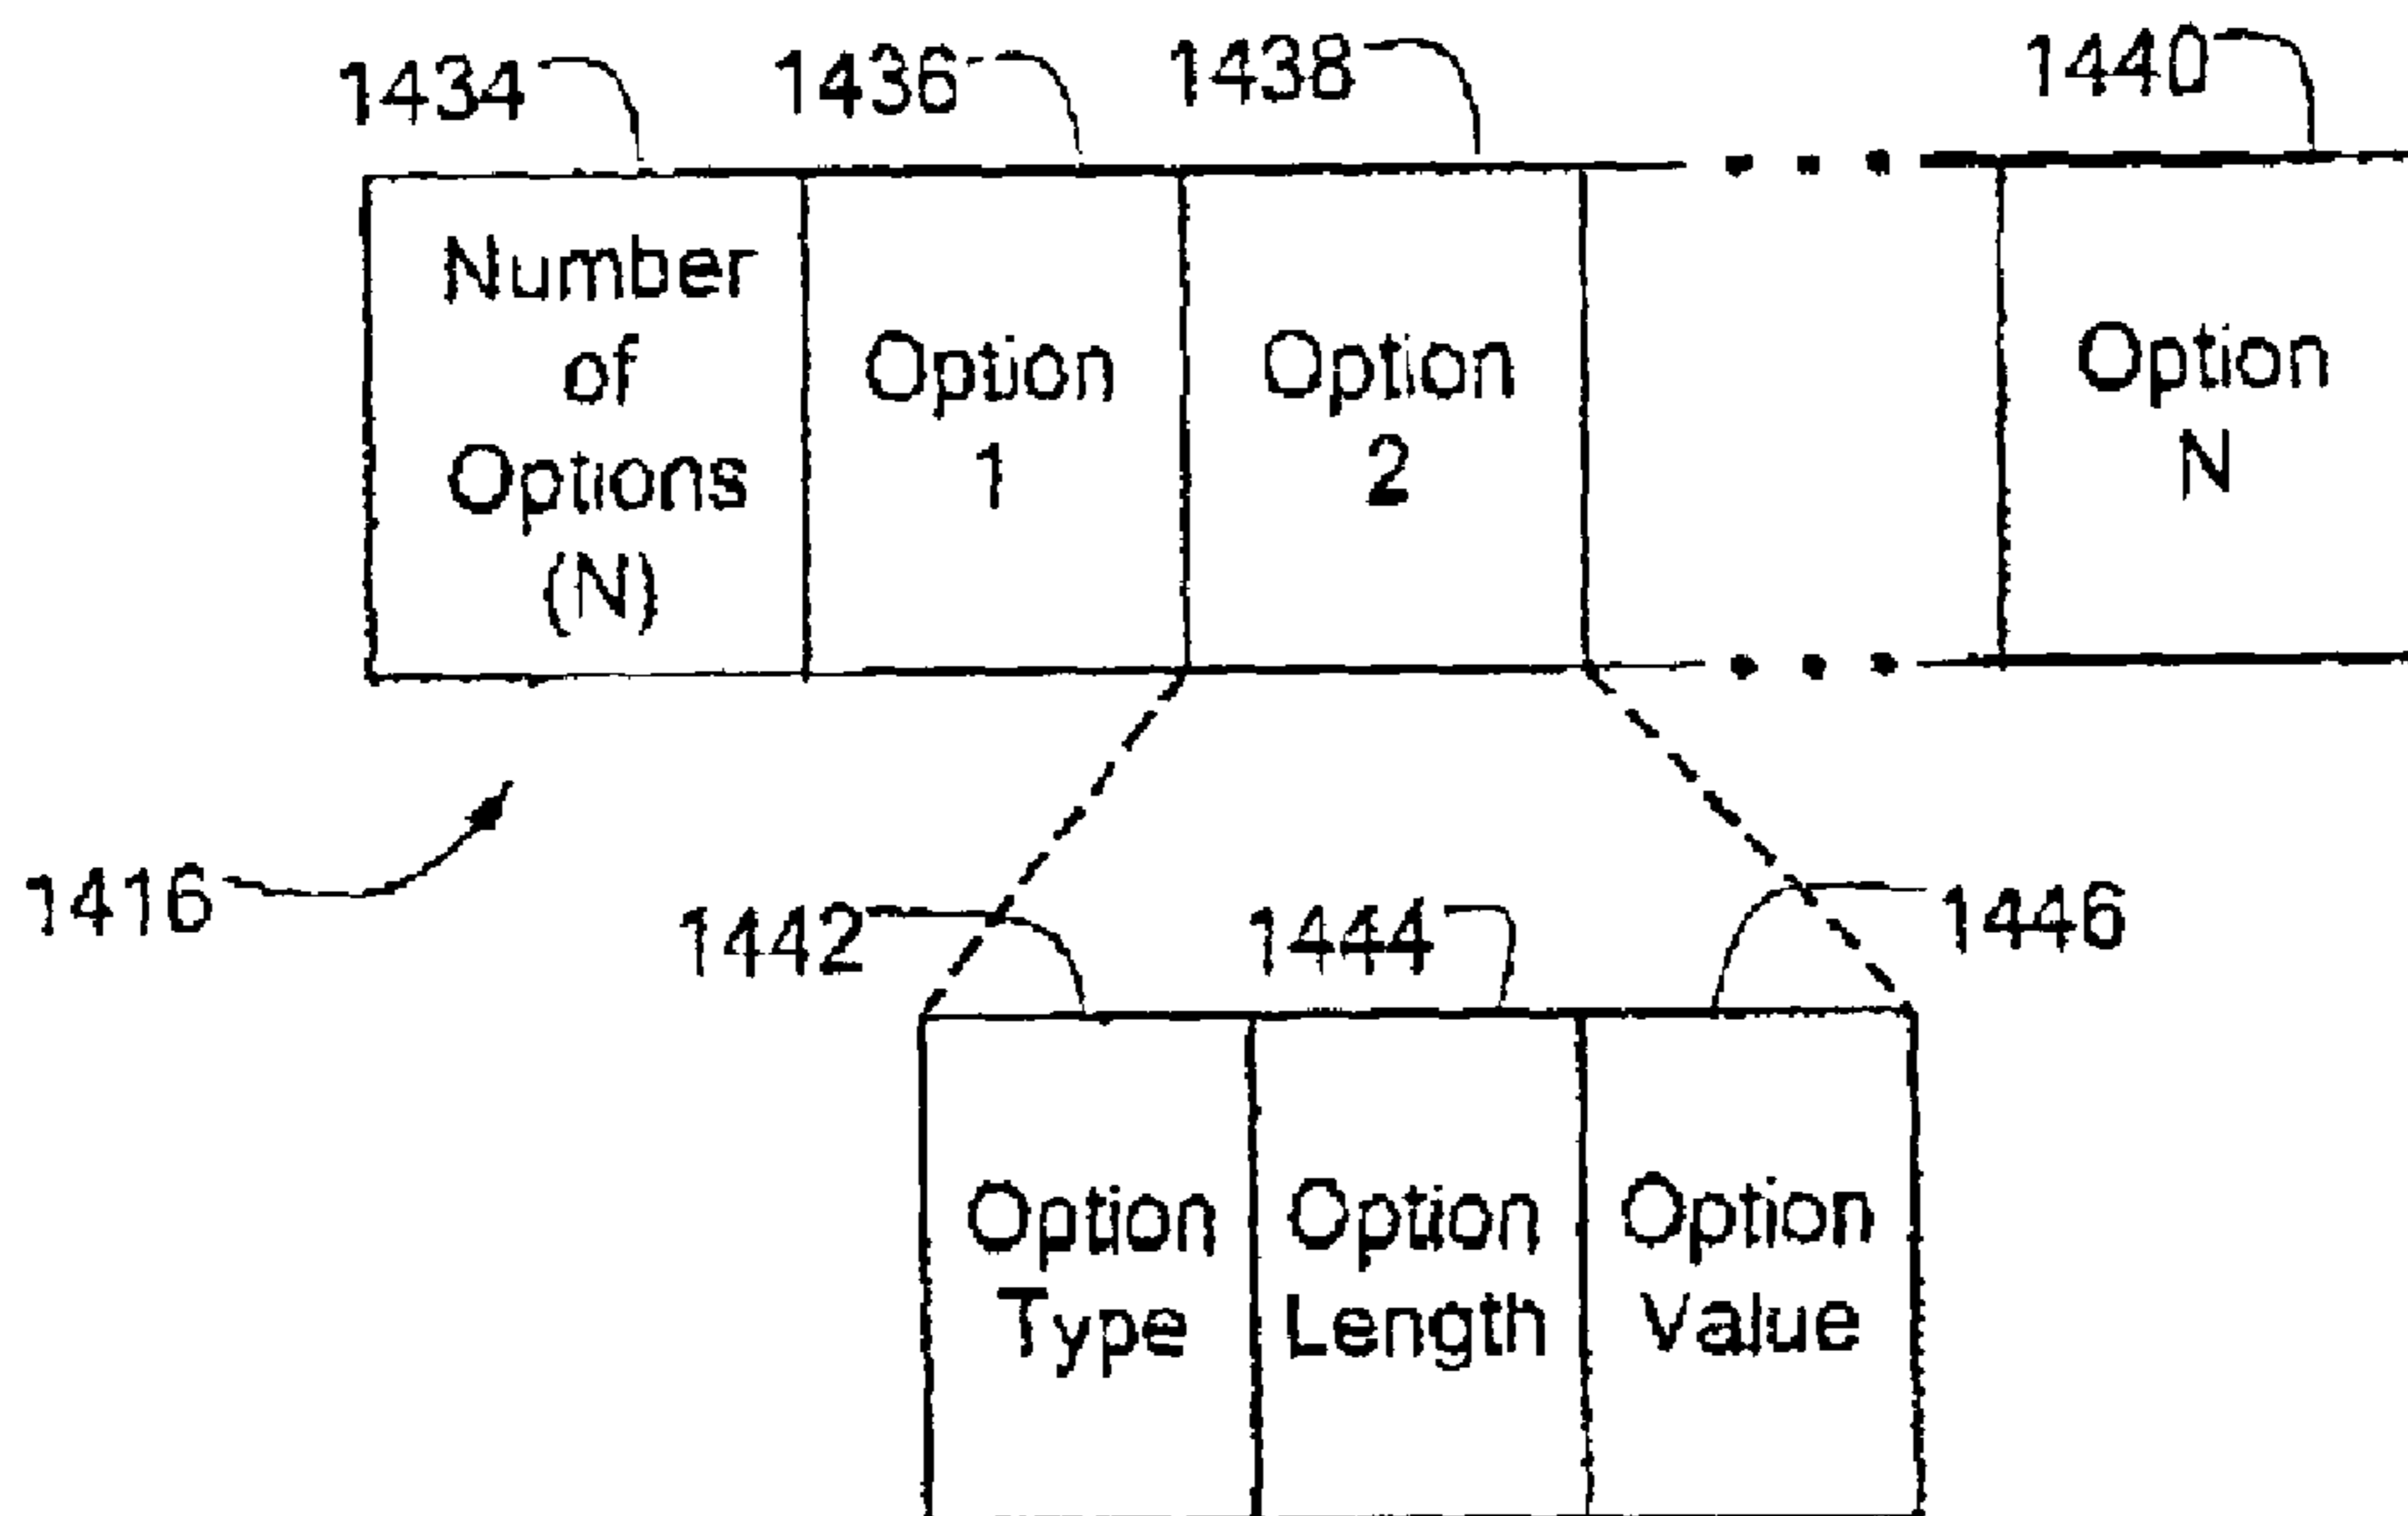 1434 1436 1438 1440
Number
of
Options
(N)
Option
1
Option
2
Option
N
1416
1442 1444 1446
Option
Type
Option
Length
Option
Value